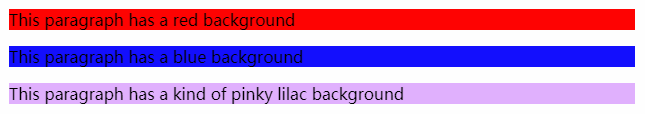 This paragraph has a red background
This paragraph has a blue background
This paragraph has a kind of pinky lilac background